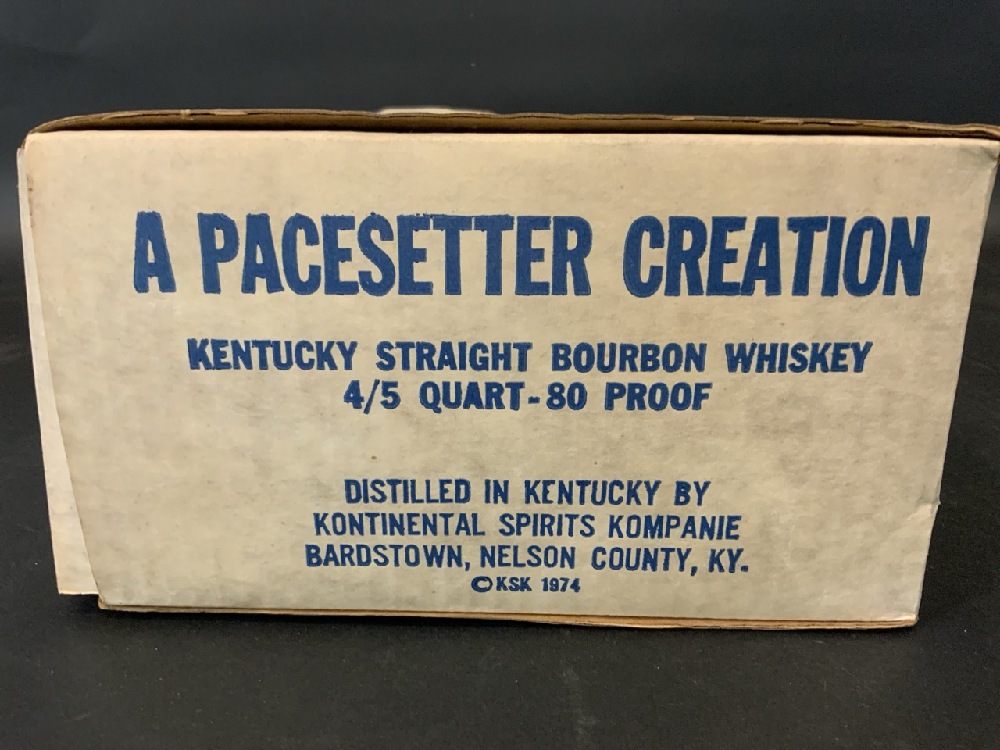 A PACESETTER CREATION
KENTUCKY STRAIGHT BOURBON WHISKEY
4/5 QUART-80 PROOF
DISTILLED IN KENTUCKY BY
KONTINENTAL SPIRITS KOMPANIE
BARDSTOWN, NELSON COUNTY, KY.
©KSK 1974